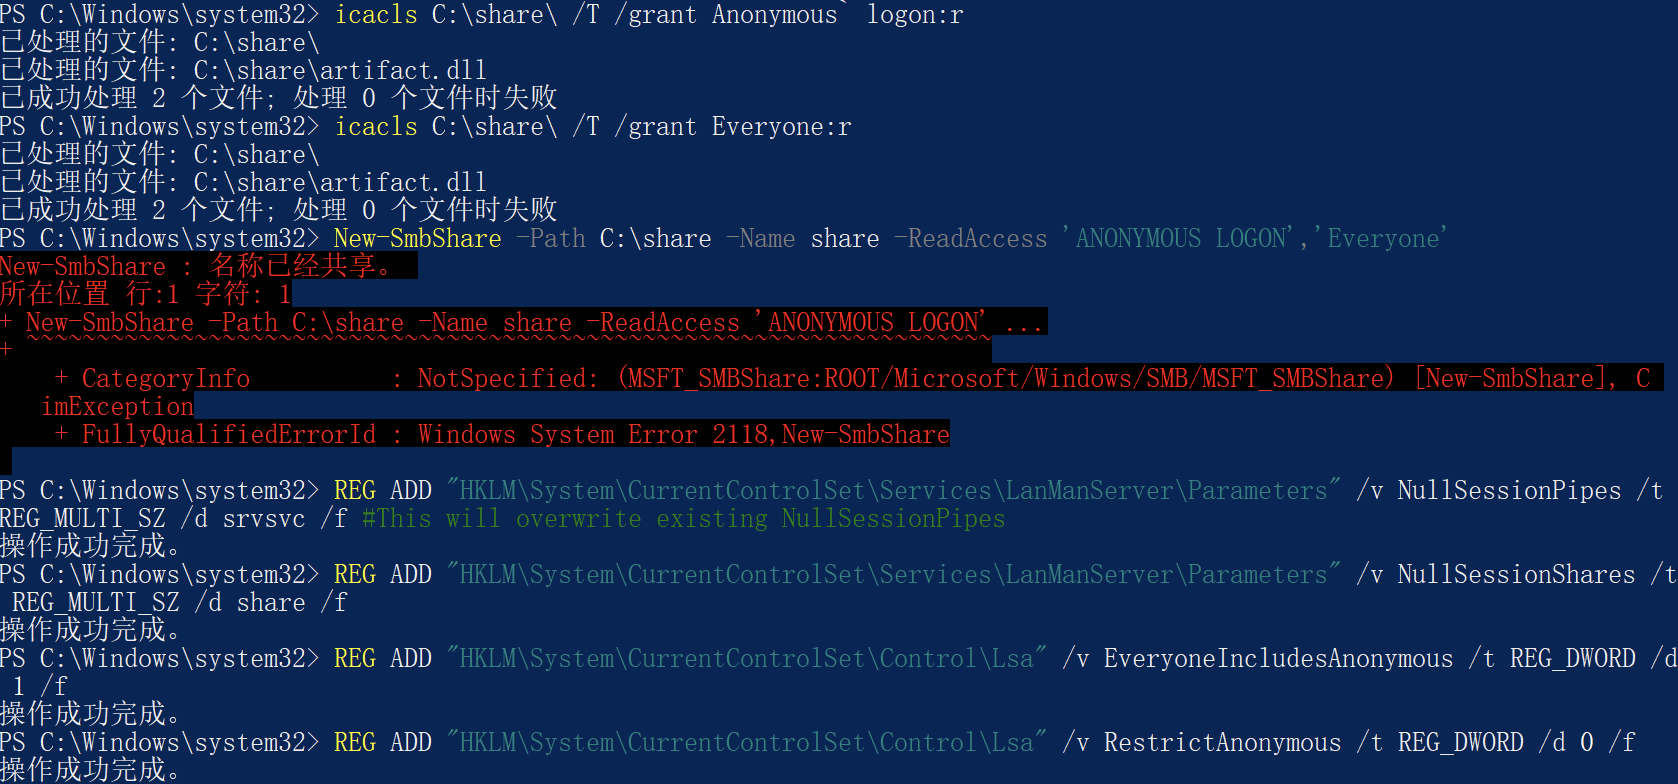 PS C:\Windows\system32> icacls C:\share\ /T /grant Anonymous` logon:r
已处理的文件: C:\share\
已处理的文件: C:\share\artifact.dll
已成功处理 2 个文件; 处理 0 个文件时失败
PS C:\Windows\system32> icacls C:\share\ /T /grant Everyone:r
已处理的文件: C:\share\
已处理的文件: C:\share\artifact.dll
已成功处理 2 个文件; 处理 0 个文件时失败
PS C:\Windows\system32> New-SmbShare -Path C:\share -Name share -ReadAccess 'ANONYMOUS LOGON','Everyone'
New-SmbShare : 名称已经共享。
所在位置 行:1 字符: 1
+ New-SmbShare -Path C:\share -Name share -ReadAccess 'ANONYMOUS LOGON' ...
+ ~~~~~~~~~~~~~~~~~~~~~~~~~~~~~~~~~~~~~~~~~~~~~~~~~~~~~~~~~~~~~~~~~~~~~
    + CategoryInfo          : NotSpecified: (MSFT_SMBShare:ROOT/Microsoft/Windows/SMB/MSFT_SMBShare) [New-SmbShare], C
   imException
    + FullyQualifiedErrorId : Windows System Error 2118,New-SmbShare
PS C:\Windows\system32> REG ADD "HKLM\System\CurrentControlSet\Services\LanManServer\Parameters" /v NullSessionPipes /t
REG_MULTI_SZ /d srvsvc /f #This will overwrite existing NullSessionPipes
操作成功完成。
PS C:\Windows\system32> REG ADD "HKLM\System\CurrentControlSet\Services\LanManServer\Parameters" /v NullSessionShares /t
 REG_MULTI_SZ /d share /f
操作成功完成。
PS C:\Windows\system32> REG ADD "HKLM\System\CurrentControlSet\Control\Lsa" /v EveryoneIncludesAnonymous /t REG_DWORD /d
 1 /f
操作成功完成。
PS C:\Windows\system32> REG ADD "HKLM\System\CurrentControlSet\Control\Lsa" /v RestrictAnonymous /t REG_DWORD /d 0 /f
操作成功完成。